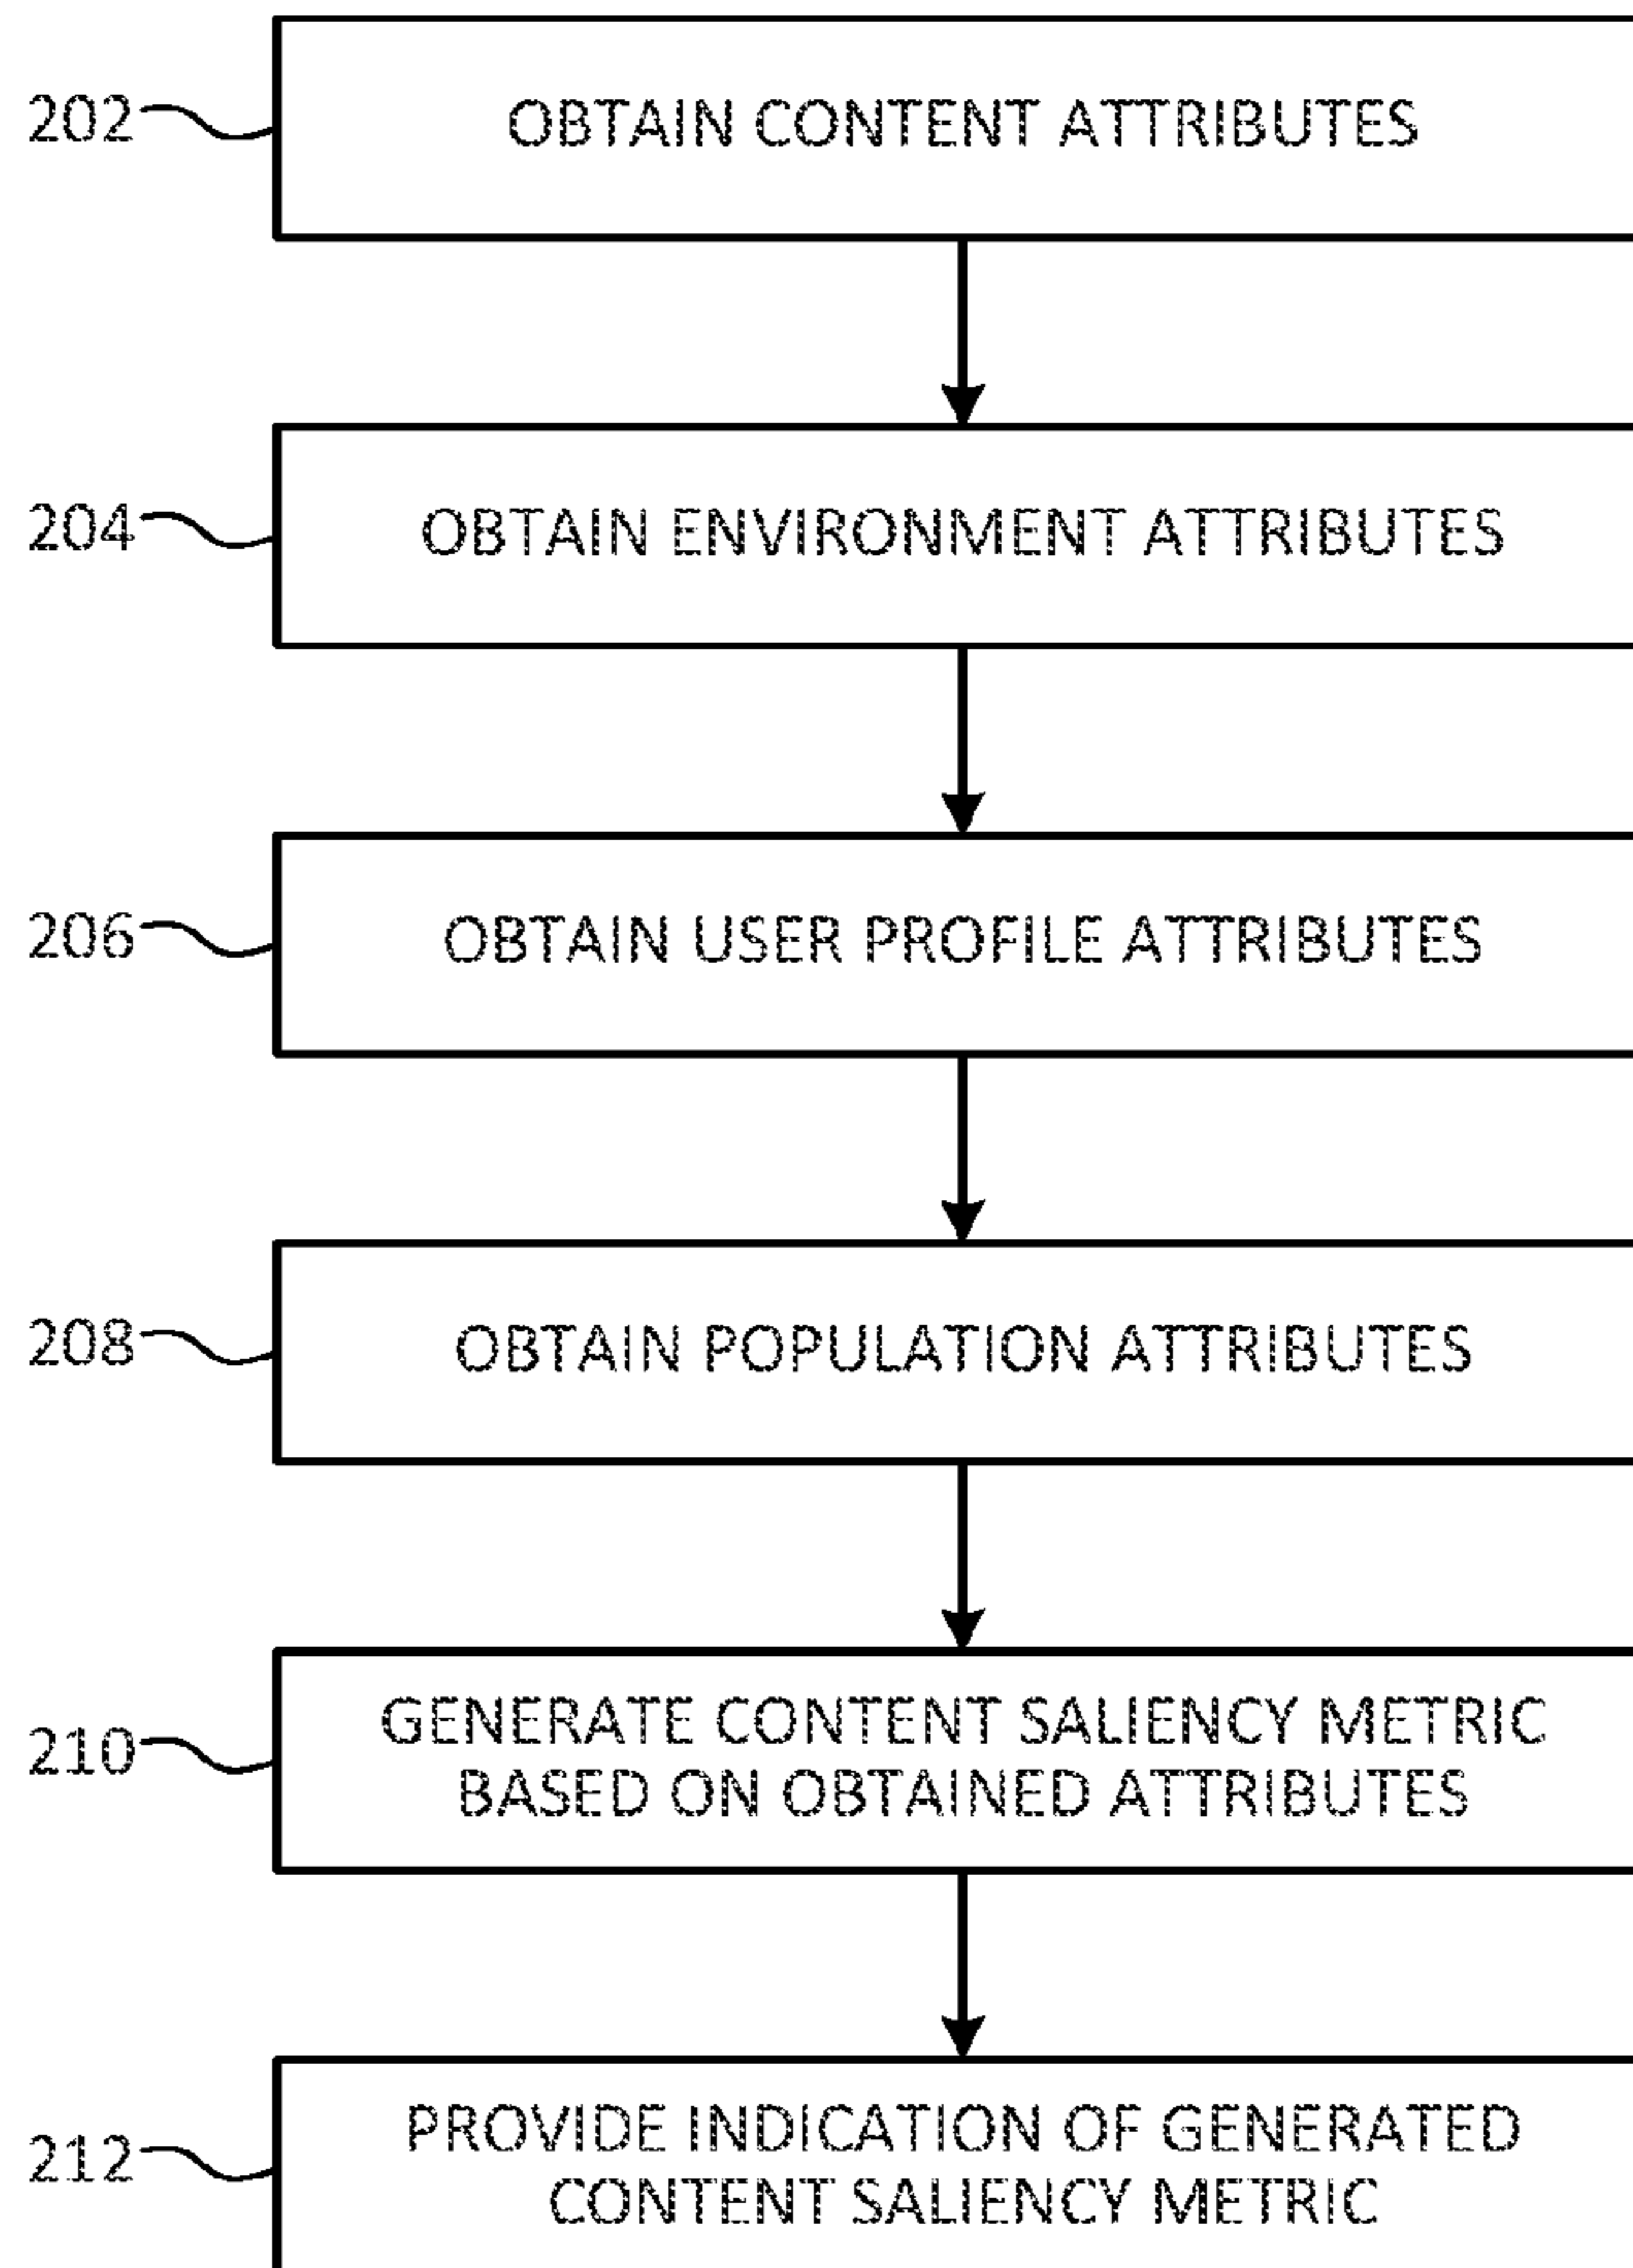 202
OBTAIN CONTENT ATTRIBUTES
204
OBTAIN ENVIRONMENT ATTRIBUTES
206
OBTAIN USER PROFILE ATTRIBUTES
208
OBTAIN POPULATION ATTRIBUTES
210
GENERATE CONTENT SALIENCY METRIC
BASED ON OBTAINED ATTRIBUTES
212
PROVIDE INDICATION OF GENERATED
CONTENT SALIENCY METRIC